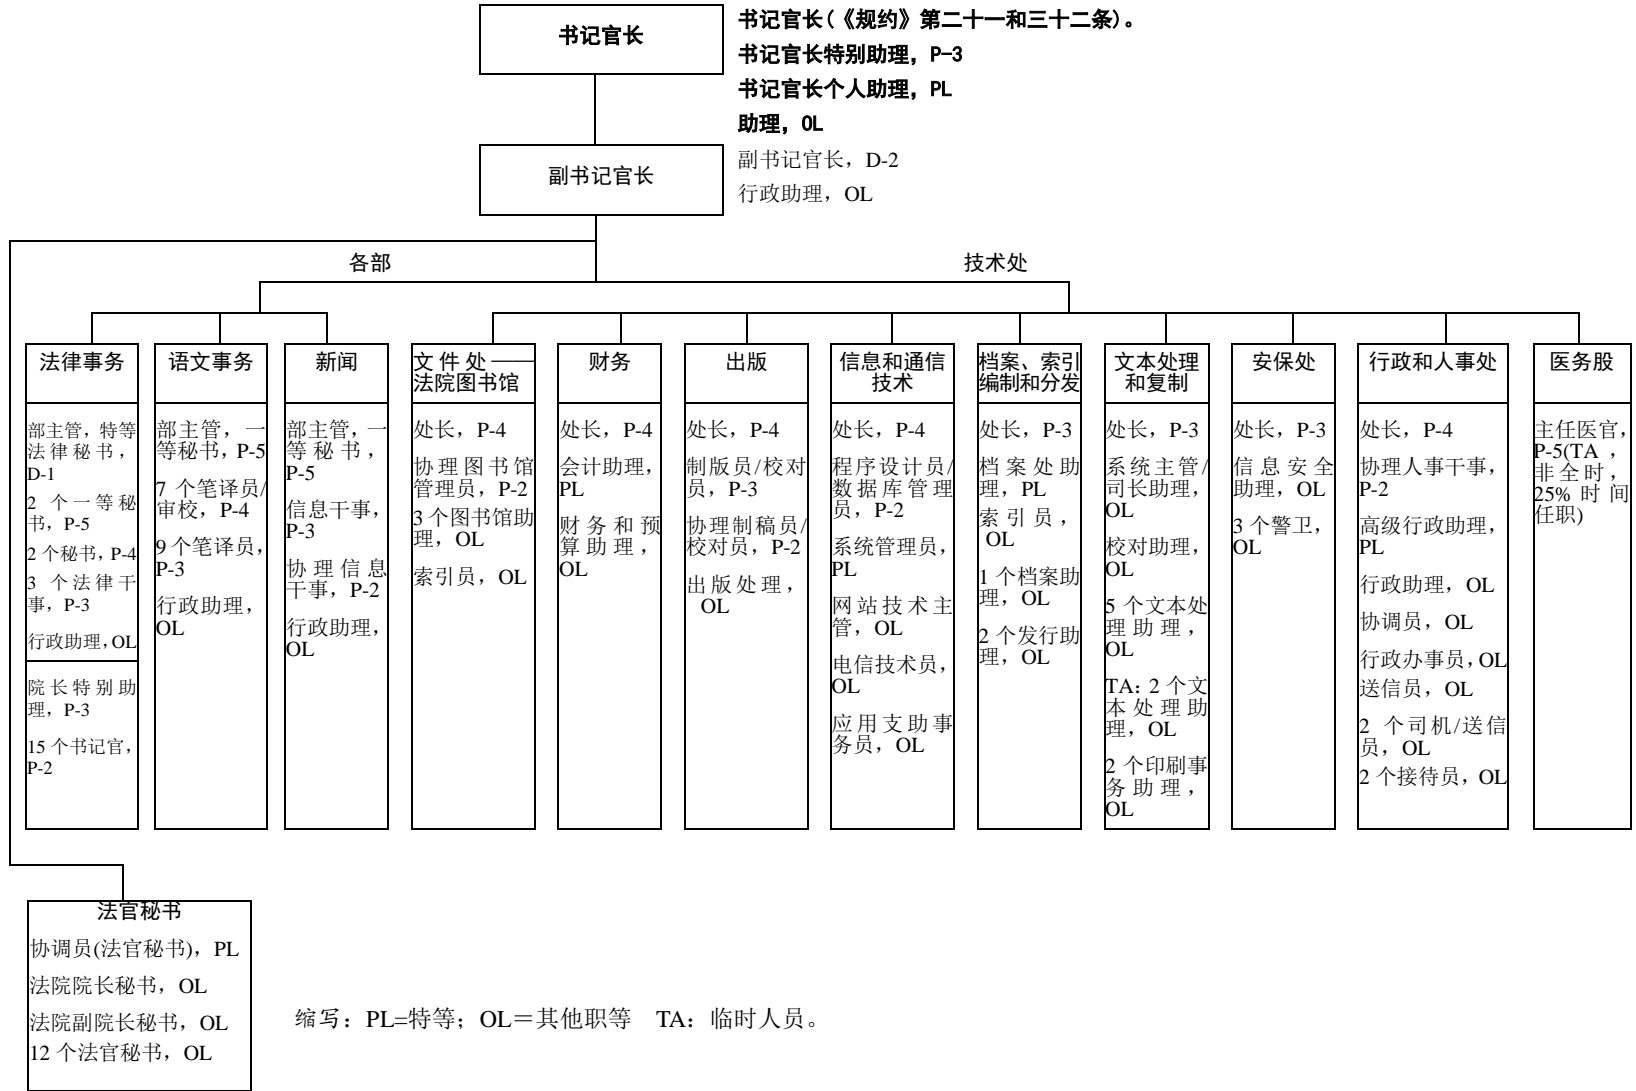 书记官长
书记官长(《规约》第二十一和三十二条)。
书记官长特别助理，P-3
书记官长个人助理，PL
助理，OL
副书记官长
副书记官长，D-2
行政助理，OL
各部
技术处
法律事务
部主管，特等
法律秘书，
D-1
2 个一等秘
书，P-5
2 个秘书，P-4
3 个法律干
事，P-3
行政助理，OL
院长特别助
理，P-3
15 个书记官，
P-2
语文事务
部主管，一
等秘书，P-5
7 个笔译员/
审校，P-4
9 个笔译员，
P-3
行政助理，
OL
新闻
部主管，一
等秘书，
P-5
信息干事，
P-3
协理信息
干事，P-2
行政助理，
OL
文件处——
法院图书馆
处长，P-4
协理图书馆
管理员，P-2
3 个图书馆助
理，OL
索引员，OL
财务
处长，P-4
会计助理，
PL
财务和预
算助理，
OL
出版
处长，P-4
制版员/校对
员，P-3
协理制稿员/
校对员，P-2
出版处理，
OL
信息和通信
技术
处长，P-4
程序设计员/
数据库管理
员，P-2
系统管理员，
PL
网站技术主
管，OL
电信技术员，
OL
应用支助事
务员，OL
档案、索引
编制和分发
处长，P-3
档案处助
理，PL
索引员，
OL
1 个档案助
理，OL
2 个发行助
理，OL
文本处理
和复制
处长，P-3
系统主管/
司长助理，
OL
校对助理，
OL
5 个文本处
理助理，
OL
TA：2 个文
本处理助
理，OL
2 个印刷事
务助理，
OL
安保处
处长，P-3
信息安全
助理，OL
3 个警卫，
OL
行政和人事处
处长，P-4
协理人事干事，
P-2
高级行政助理，
PL
行政助理，OL
协调员，OL
行政办事员，OL
送信员，OL
2 个司机/送信
员，OL
2 个接待员，OL
医务股
主任医官，
P-5(TA，
非全时，
25%时间
任职)
法官秘书
协调员(法官秘书)，PL
法院院长秘书，OL
法院副院长秘书，OL
12 个法官秘书，OL
缩写：PL=特等；OL＝其他职等 TA：临时人员。